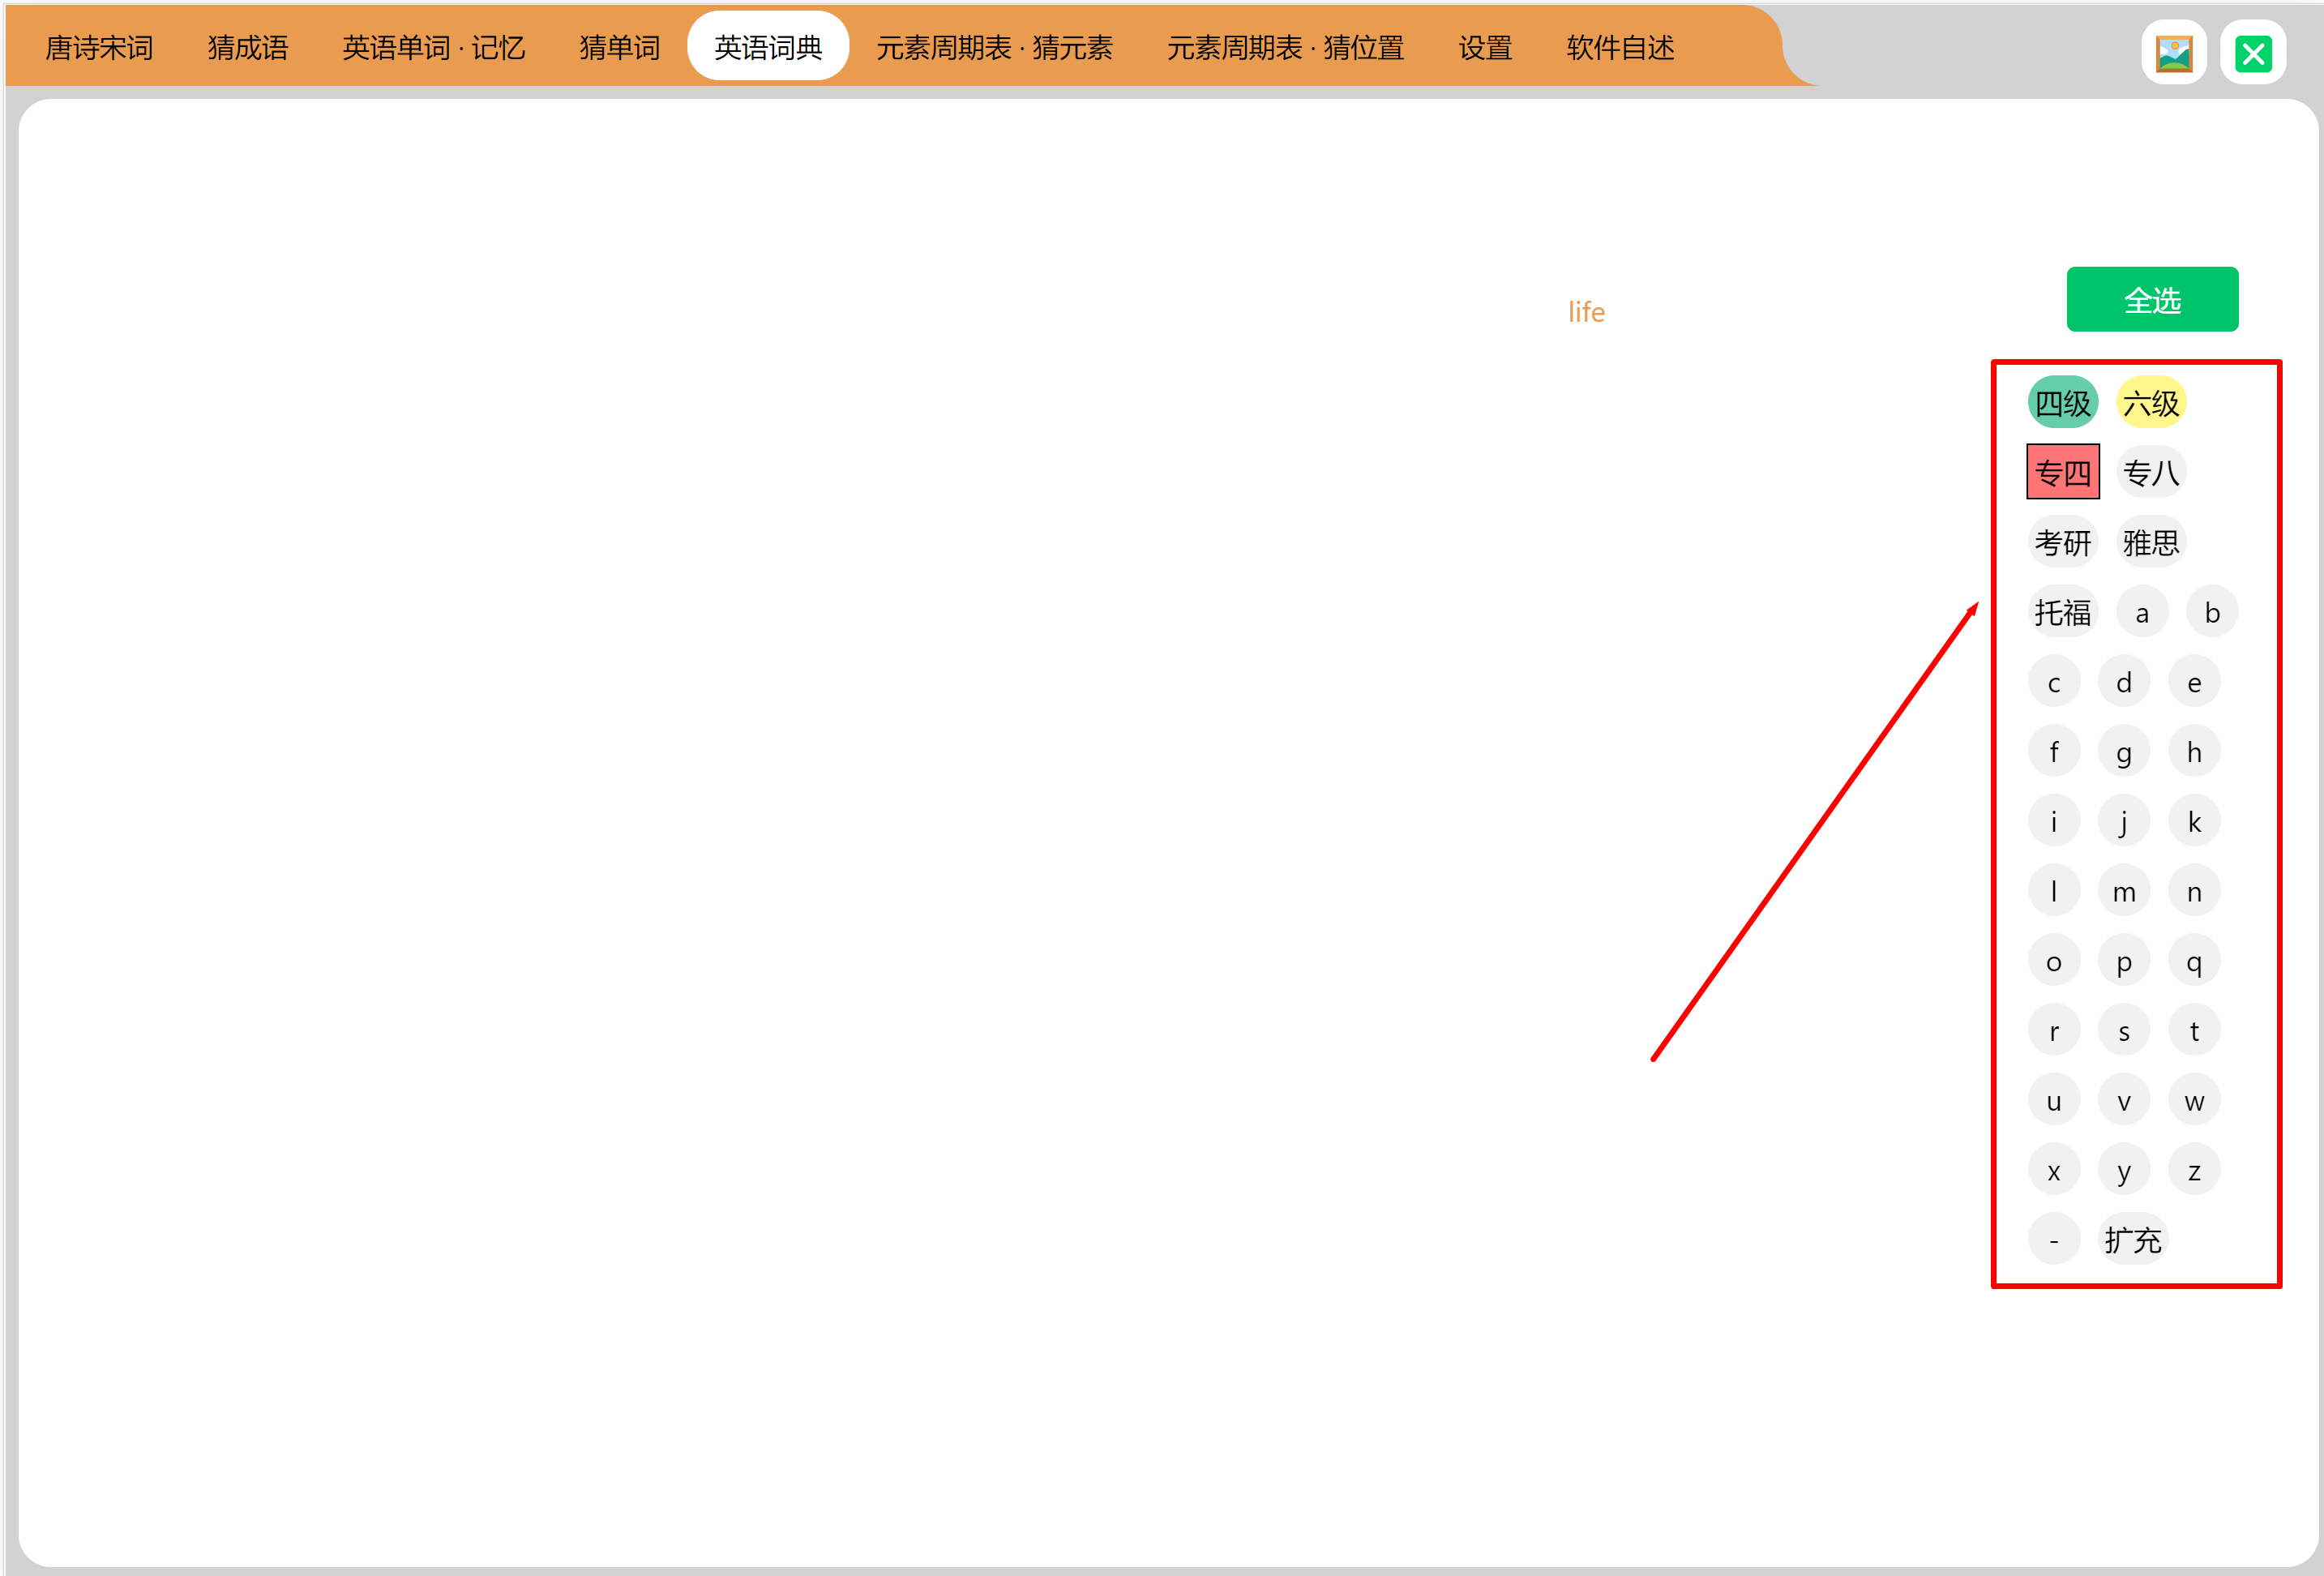 唐诗宋词 猜成语 英语单词 · 记忆 猜单词 英语词典 元素周期表 · 猜元素 元素周期表 · 猜位置 设置 软件自述
全选
life
四级 六级
专四 专八
考研 雅思
托福 a b
c d e
f g h
i j k
l m n
o p q
r s t
u v w
x y z
- 扩充